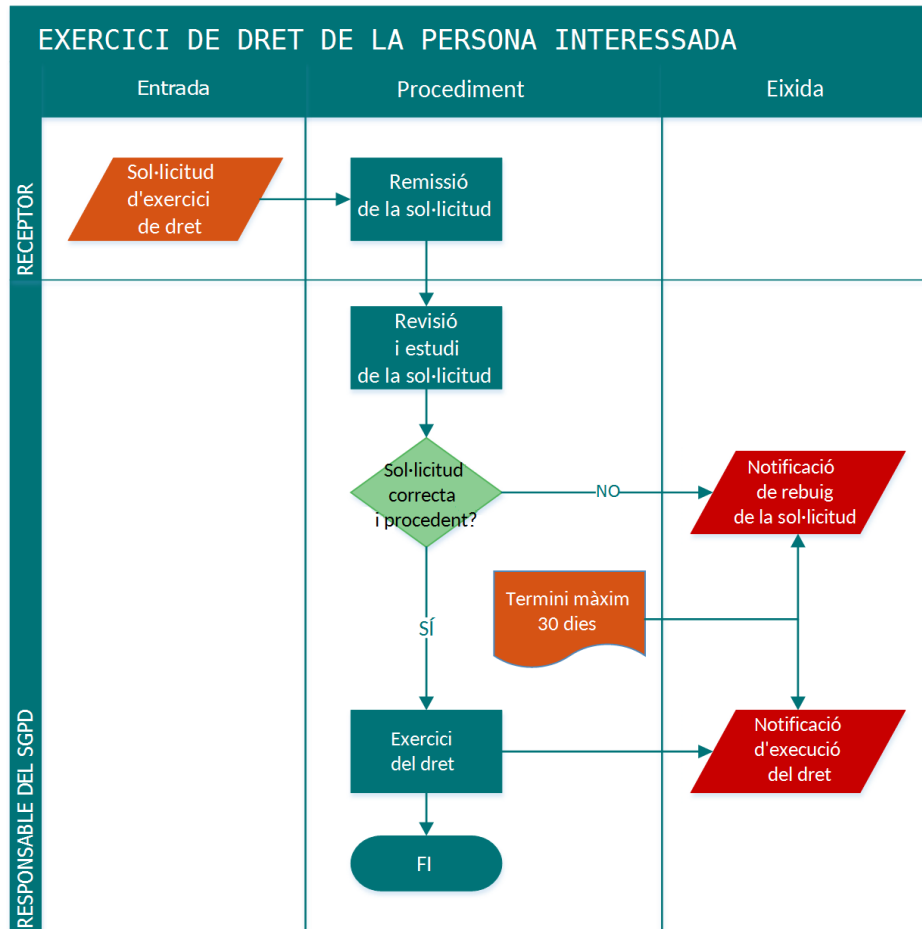 EXERCICI DE DRET DE LA PERSONA INTERESSADA
Entrada
Procediment
Eixida
RECEPTOR
Sol·licitud
d'exercici
de dret
Remissió
de la sol·licitud
RESPONSABLE DEL SGPD
Revisió
i estudi
de la sol·licitud
Sol·licitud
correcta
i procedent?
NO
Notificació
de rebuig
de la sol·licitud
Termini màxim
30 dies
SÍ
Exercici
del dret
Notificació
d'execució
del dret
FI